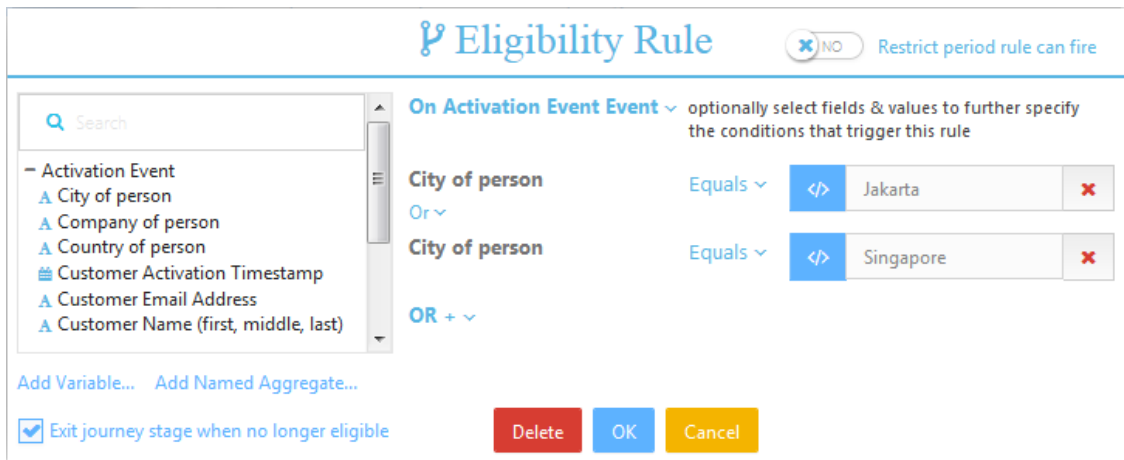 Eligibility Rule
NO
Restrict period rule can fire
Search
Activation Event
City of person
Company of person
Country of person
Customer Activation Timestamp
Customer Email Address
Customer Name (first, middle, last)
Add Variable... Add Named Aggregate...
Exit journey stage when no longer eligible
On Activation Event Event
optionally select fields & values to further specify
the conditions that trigger this rule
City of person Equals </> Jakarta
Or
City of person Equals </> Singapore
OR +
Delete OK Cancel